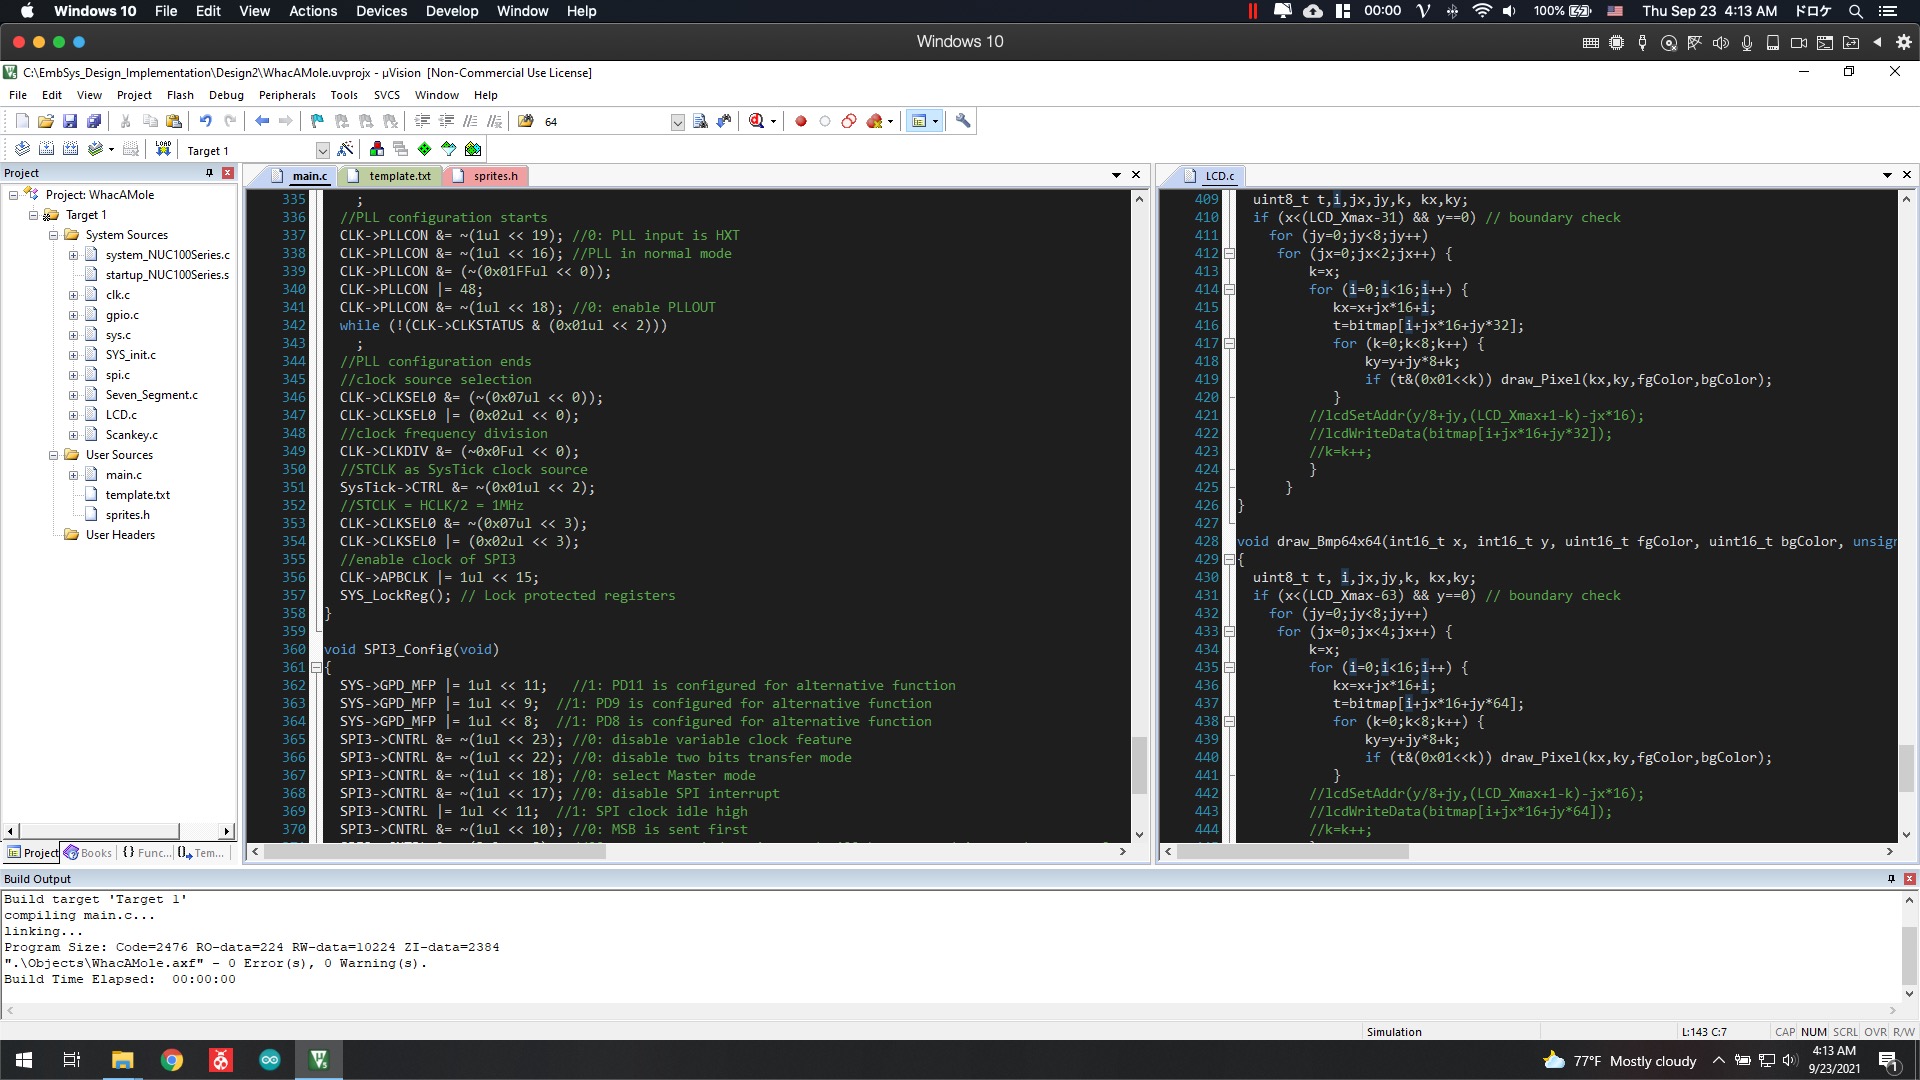 Windows 10 File Edit View Actions Devices Develop Window Help 00:00 100% Thu Sep 23 4:13 AM ドロケ
Windows 10
C:\EmbSys_Design_Implementation\Design2\WhacAMole.uvprojx - µVision [Non-Commercial Use License]
File Edit View Project Flash Debug Peripherals Tools SVCS Window Help
64
LOAD Target 1
Project
Project: WhacAMole
Target 1
System Sources
system_NUC100Series.c
startup_NUC100Series.s
clk.c
gpio.c
sys.c
SYS_init.c
spi.c
Seven_Segment.c
LCD.c
Scankey.c
User Sources
main.c
template.txt
sprites.h
User Headers
Project Books {} Func... Tem...
main.c template.txt sprites.h
335 ;
336 //PLL configuration starts
337 CLK->PLLCON &= ~(1ul << 19); //0: PLL input is HXT
338 CLK->PLLCON &= ~(1ul << 16); //PLL in normal mode
339 CLK->PLLCON &= (~(0x01FFul << 0));
340 CLK->PLLCON |= 48;
341 CLK->PLLCON &= ~(1ul << 18); //0: enable PLLOUT
342 while (!(CLK->CLKSTATUS & (0x01ul << 2)))
343 ;
344 //PLL configuration ends
345 //clock source selection
346 CLK->CLKSEL0 &= (~(0x07ul << 0));
347 CLK->CLKSEL0 |= (0x02ul << 0);
348 //clock frequency division
349 CLK->CLKDIV &= (~0x0Ful << 0);
350 //STCLK as SysTick clock source
351 SysTick->CTRL &= ~(0x01ul << 2);
352 //STCLK = HCLK/2 = 1MHz
353 CLK->CLKSEL0 &= ~(0x07ul << 3);
354 CLK->CLKSEL0 |= (0x02ul << 3);
355 //enable clock of SPI3
356 CLK->APBCLK |= 1ul << 15;
357 SYS_LockReg(); // Lock protected registers
358 }
359
360 void SPI3_Config(void)
361 {
362 SYS->GPD_MFP |= 1ul << 11; //1: PD11 is configured for alternative function
363 SYS->GPD_MFP |= 1ul << 9; //1: PD9 is configured for alternative function
364 SYS->GPD_MFP |= 1ul << 8; //1: PD8 is configured for alternative function
365 SPI3->CNTRL &= ~(1ul << 23); //0: disable variable clock feature
366 SPI3->CNTRL &= ~(1ul << 22); //0: disable two bits transfer mode
367 SPI3->CNTRL &= ~(1ul << 18); //0: select Master mode
368 SPI3->CNTRL &= ~(1ul << 17); //0: disable SPI interrupt
369 SPI3->CNTRL |= 1ul << 11; //1: SPI clock idle high
370 SPI3->CNTRL &= ~(1ul << 10); //0: MSB is sent first
LCD.c
409 uint8_t t,i,jx,jy,k, kx,ky;
410 if (x<(LCD_Xmax-31) && y==0) // boundary check
411 for (jy=0;jy<8;jy++)
412 for (jx=0;jx<2;jx++) {
413 k=x;
414 for (i=0;i<16;i++) {
415 kx=x+jx*16+i;
416 t=bitmap[i+jx*16+jy*32];
417 for (k=0;k<8;k++) {
418 ky=y+jy*8+k;
419 if (t&(0x01<<k)) draw_Pixel(kx,ky,fgColor,bgColor);
420 }
421 //lcdSetAddr(y/8+jy,(LCD_Xmax+1-k)-jx*16);
422 //lcdWriteData(bitmap[i+jx*16+jy*32]);
423 //k=k++;
424 }
425 }
426 }
427
428 void draw_Bmp64x64(int16_t x, int16_t y, uint16_t fgColor, uint16_t bgColor, unsigr
429 {
430 uint8_t t, i,jx,jy,k, kx,ky;
431 if (x<(LCD_Xmax-63) && y==0) // boundary check
432 for (jy=0;jy<8;jy++)
433 for (jx=0;jx<4;jx++) {
434 k=x;
435 for (i=0;i<16;i++) {
436 kx=x+jx*16+i;
437 t=bitmap[i+jx*16+jy*64];
438 for (k=0;k<8;k++) {
439 ky=y+jy*8+k;
440 if (t&(0x01<<k)) draw_Pixel(kx,ky,fgColor,bgColor);
441 }
442 //lcdSetAddr(y/8+jy,(LCD_Xmax+1-k)-jx*16);
443 //lcdWriteData(bitmap[i+jx*16+jy*64]);
444 //k=k++;
Build Output
Build target 'Target 1'
compiling main.c...
linking...
Program Size: Code=2476 RO-data=224 RW-data=10224 ZI-data=2384
".\Objects\WhacAMole.axf" - 0 Error(s), 0 Warning(s).
Build Time Elapsed: 00:00:00
Simulation L:143 C:7 CAP NUM SCRL OVR R/W
77°F Mostly cloudy 4:13 AM
9/23/2021
1